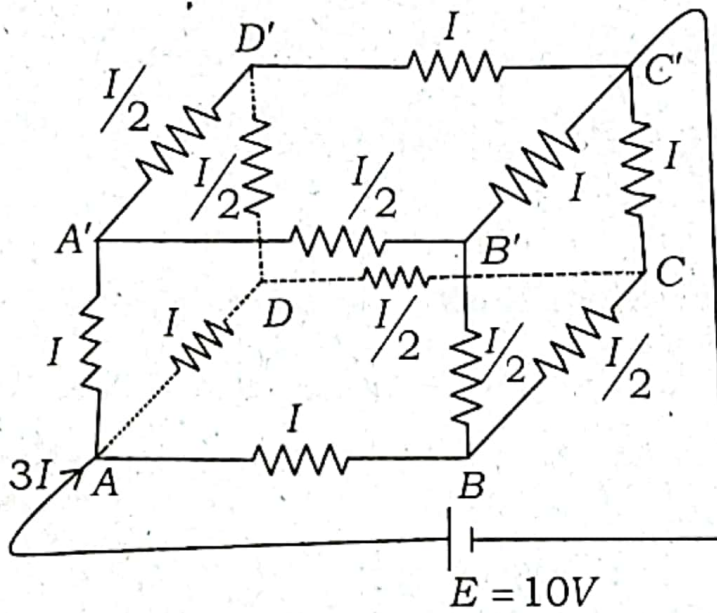 D' I C'
I/2
I/2 I/2 I I
A' B'
D C
I I I/2 I/2 I/2
I
3I A B
E = 10V